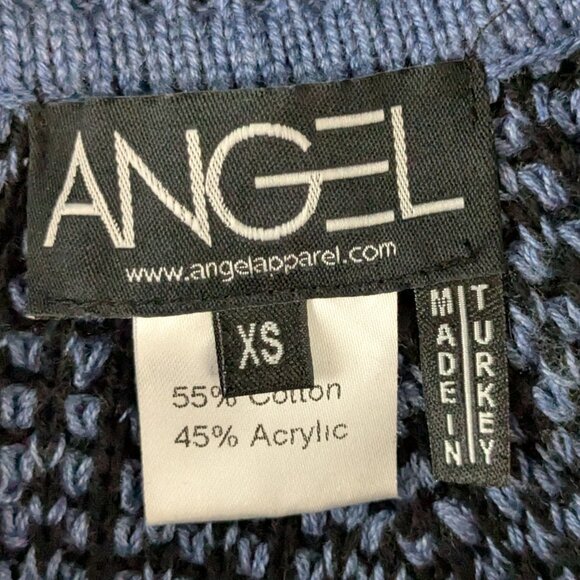 ANGEL
www.angelapparel.com
XS
55% Cotton
45% Acrylic
MADE IN
TURKEY